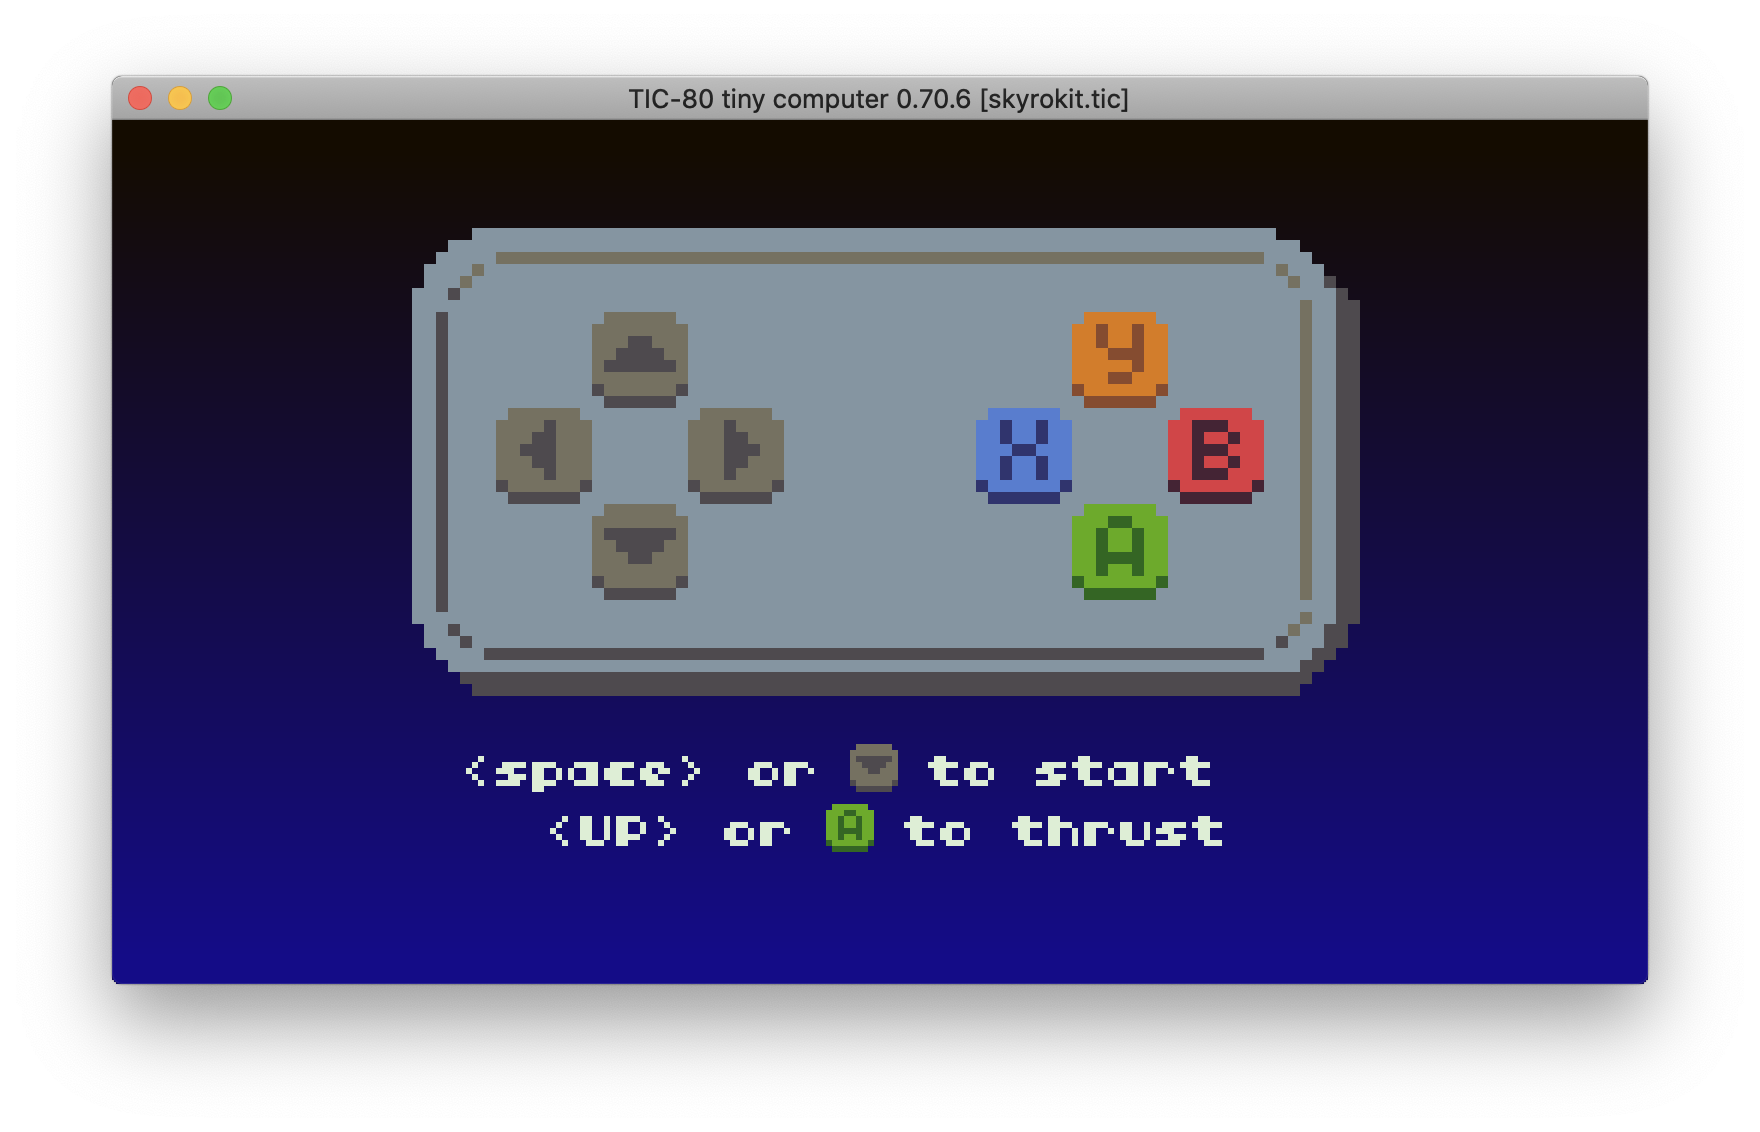 TIC-80 tiny computer 0.70.6 [skyrokit.tic]
Y
X B
A
<space> or to start
<UP> or A to thrust